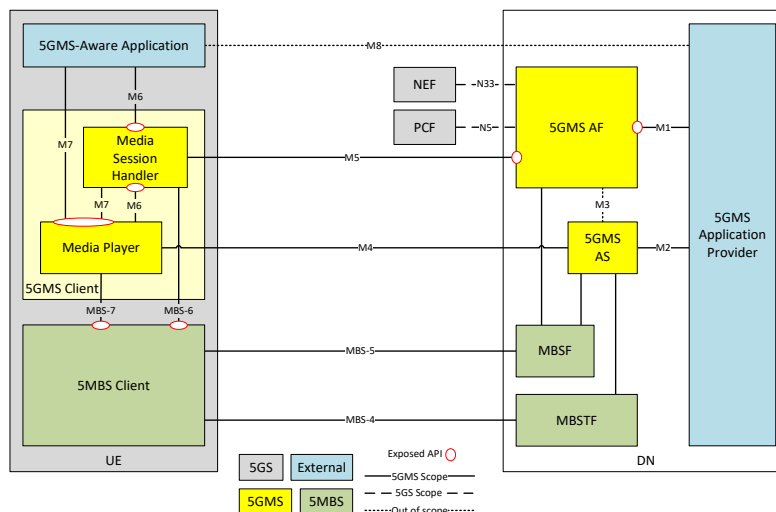 5GMS-Aware Application
M8
NEF
N33
M6
5GMS AF
PCF
N5
M1
M7
Media
Session
Handler
M5
M7
M6
M3
5GMS
Application
Provider
Media Player
M4
5GMS
AS
M2
5GMS Client
MBS-7
MBS-6
MBS-5
MBSF
5MBS Client
MBS-4
MBSTF
UE
DN
5GS
External
Exposed API
5GMS Scope
5GS Scope
5GMS
5MBS
Out of scope